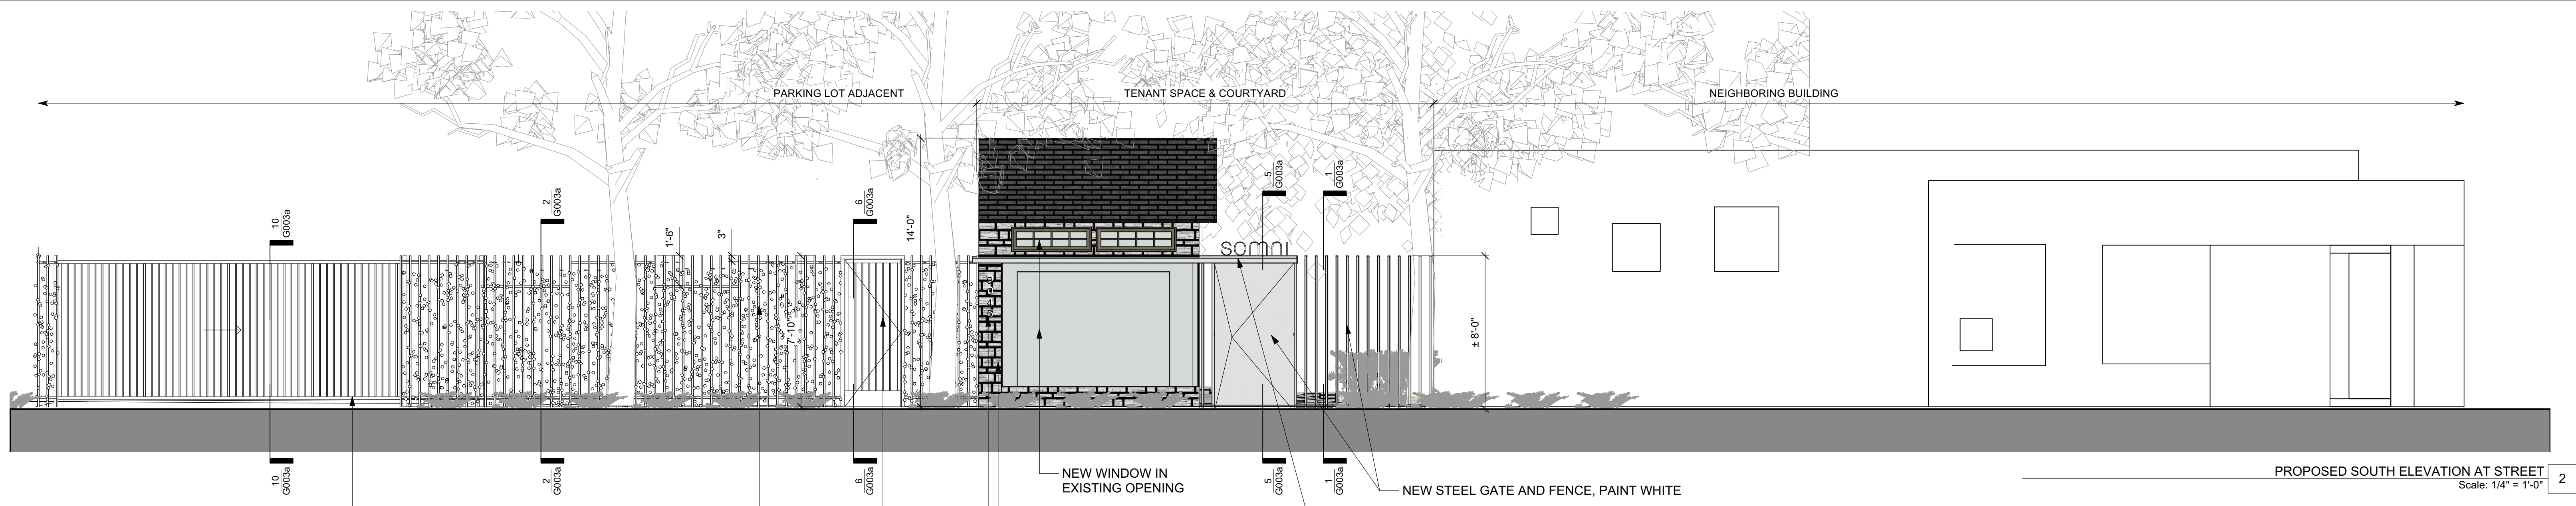 PARKING LOT ADJACENT
TENANT SPACE & COURTYARD
NEIGHBORING BUILDING
10
G003a
2
G003a
6
G003a
5
G003a
1
G003a
1'-6"
3"
14'-0"
7'-10"
somni
± 8'-0"
10
G003a
2
G003a
6
G003a
5
G003a
1
G003a
NEW WINDOW IN
EXISTING OPENING
NEW STEEL GATE AND FENCE, PAINT WHITE
PROPOSED SOUTH ELEVATION AT STREET
Scale: 1/4" = 1'-0"
2